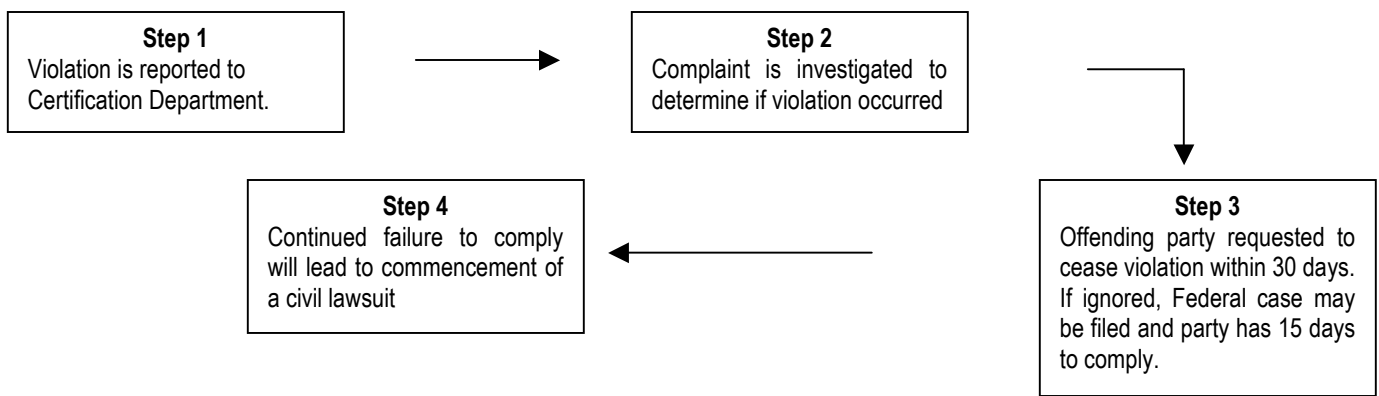 Step 1
Violation is reported to
Certification Department.
Step 2
Complaint is investigated to
determine if violation occurred
Step 3
Offending party requested to
cease violation within 30 days.
If ignored, Federal case may
be filed and party has 15 days
to comply.
Step 4
Continued failure to comply
will lead to commencement of
a civil lawsuit